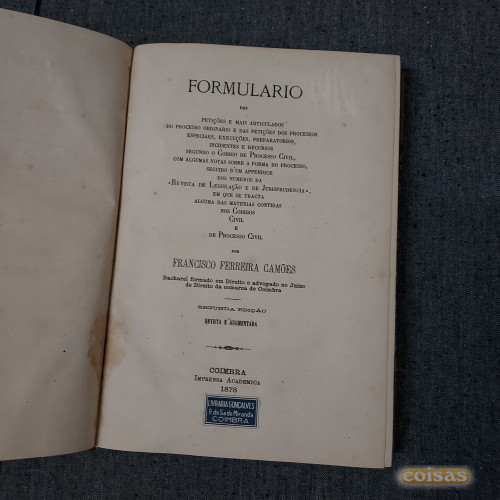 FORMULARIO
DAS
PETIÇÕES E MAIS ARTICULADOS
DO PROCESSO ORDINARIO E DAS PETIÇÕES DOS PROCESSOS
ESPECIAES, EXECUÇÕES, PREPARATORIOS,
INCIDENTES E RECURSOS
SEGUNDO O CODIGO DE PROCESSO CIVIL,
COM ALGUMAS NOTAS SOBRE A FORMA DO PROCESSO,
SEGUIDO D'UM APPENDICE
DOS NUMEROS DA
«REVISTA DE LEGISLAÇÃO E DE JURISPRUDENCIA»,
EM QUE SE TRACTA
ALGUMA DAS MATERIAS CONTIDAS
NOS CODIGOS
CIVIL
E
DE PROCESSO CIVIL
POR
FRANCISCO FERREIRA CAMÕES
Bacharel formado em Direito e advogado no Juizo
de Direito da comarca de Coimbra
SEGUNDA EDIÇÃO
REVISTA E AUGMENTADA
COIMBRA
IMPRENSA ACADEMICA
1878
LIVRARIA GONÇALVES
R. de Sá de Miranda
COIMBRA
coisas